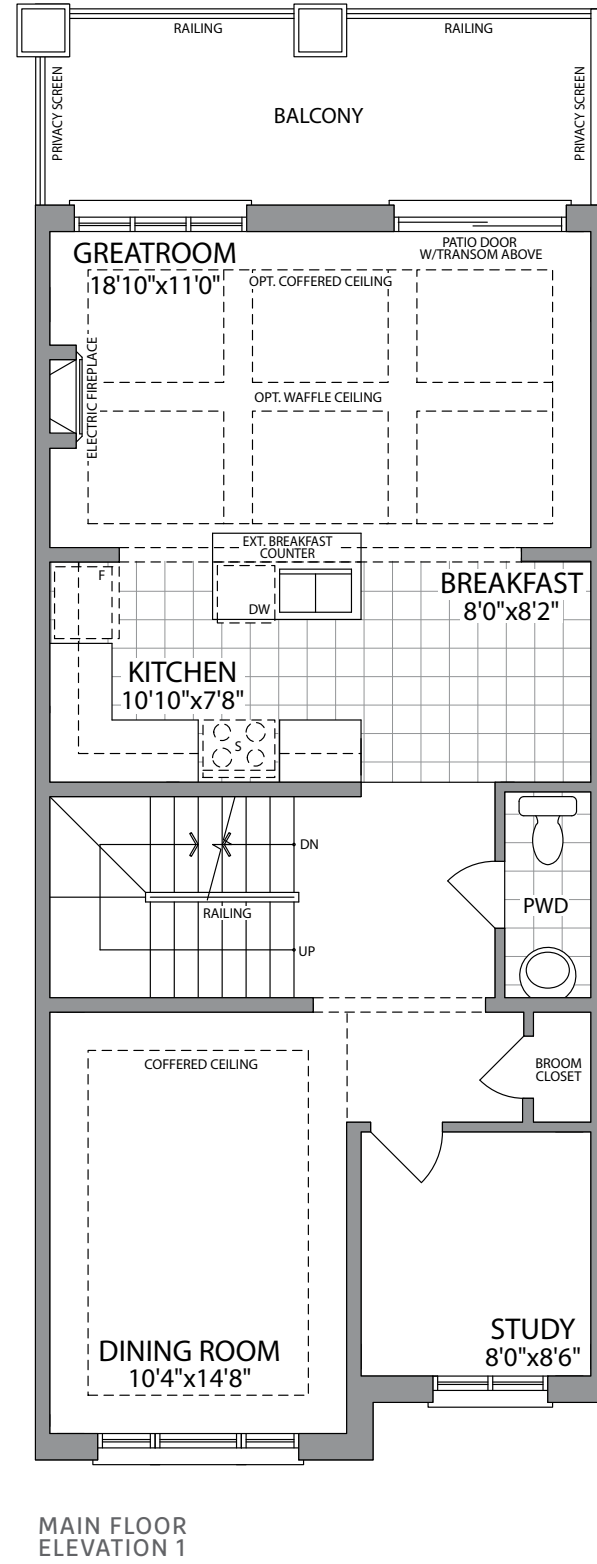 RAILING
RAILING
PRIVACY SCREEN
PRIVACY SCREEN
BALCONY
GREATROOM
18'10"x11'0"
PATIO DOOR
W/TRANSOM ABOVE
OPT. COFFERED CEILING
ELECTRIC FIREPLACE
OPT. WAFFLE CEILING
EXT. BREAKFAST
COUNTER
F
DW
BREAKFAST
8'0"x8'2"
KITCHEN
10'10"x7'8"
S
DN
RAILING
UP
PWD
COFFERED CEILING
BROOM
CLOSET
DINING ROOM
10'4"x14'8"
STUDY
8'0"x8'6"
MAIN FLOOR
ELEVATION 1